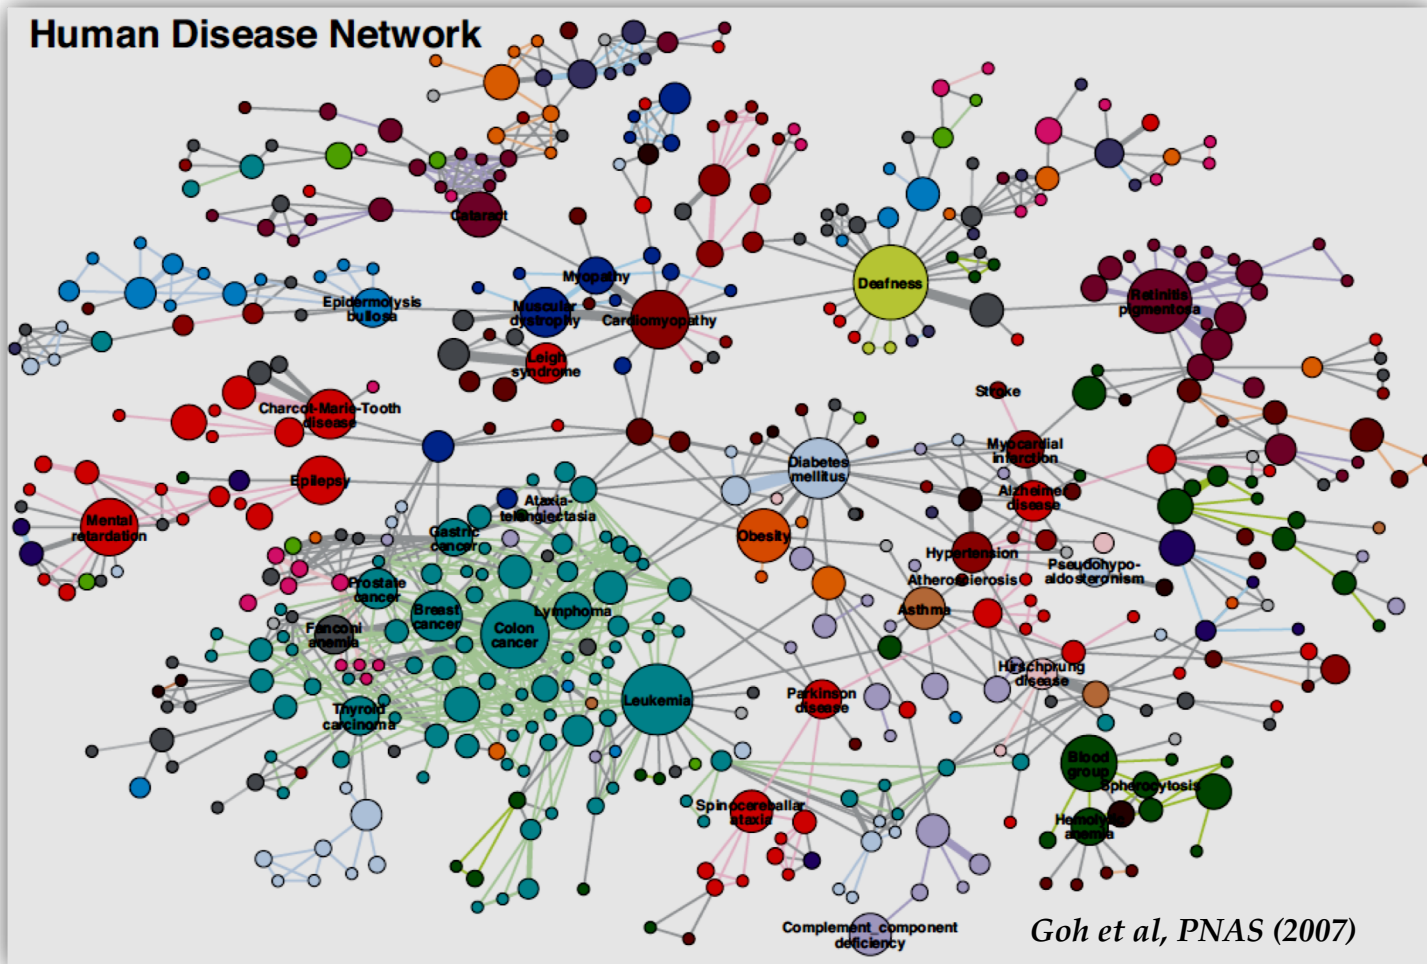 Human Disease Network
Cataract
Myopathy
Deafness
Epidermolysis
bullosa
Muscular
dystrophy
Cardiomyopathy
Retinitis
pigmentosa
Leigh
syndrome
Charcot-Marie-Tooth
disease
Stroke
Myocardial
infarction
Diabetes
mellitus
Epilepsy
Alzheimer
disease
Ataxia-
telangiectasia
Mental
retardation
Gastric
cancer
Obesity
Hypertension
Pseudohypo-
aldosteronism
Atherosclerosis
Prostate
cancer
Breast
cancer
Lymphoma
Asthma
Colon
cancer
Fanconi
anemia
Hirschprung
disease
Parkinson
disease
Leukemia
Thyroid
carcinoma
Blood
group
Spherocytosis
Spinocereballar
ataxia
Hemolytic
anemia
Complement_component
deficiency
Goh et al, PNAS (2007)